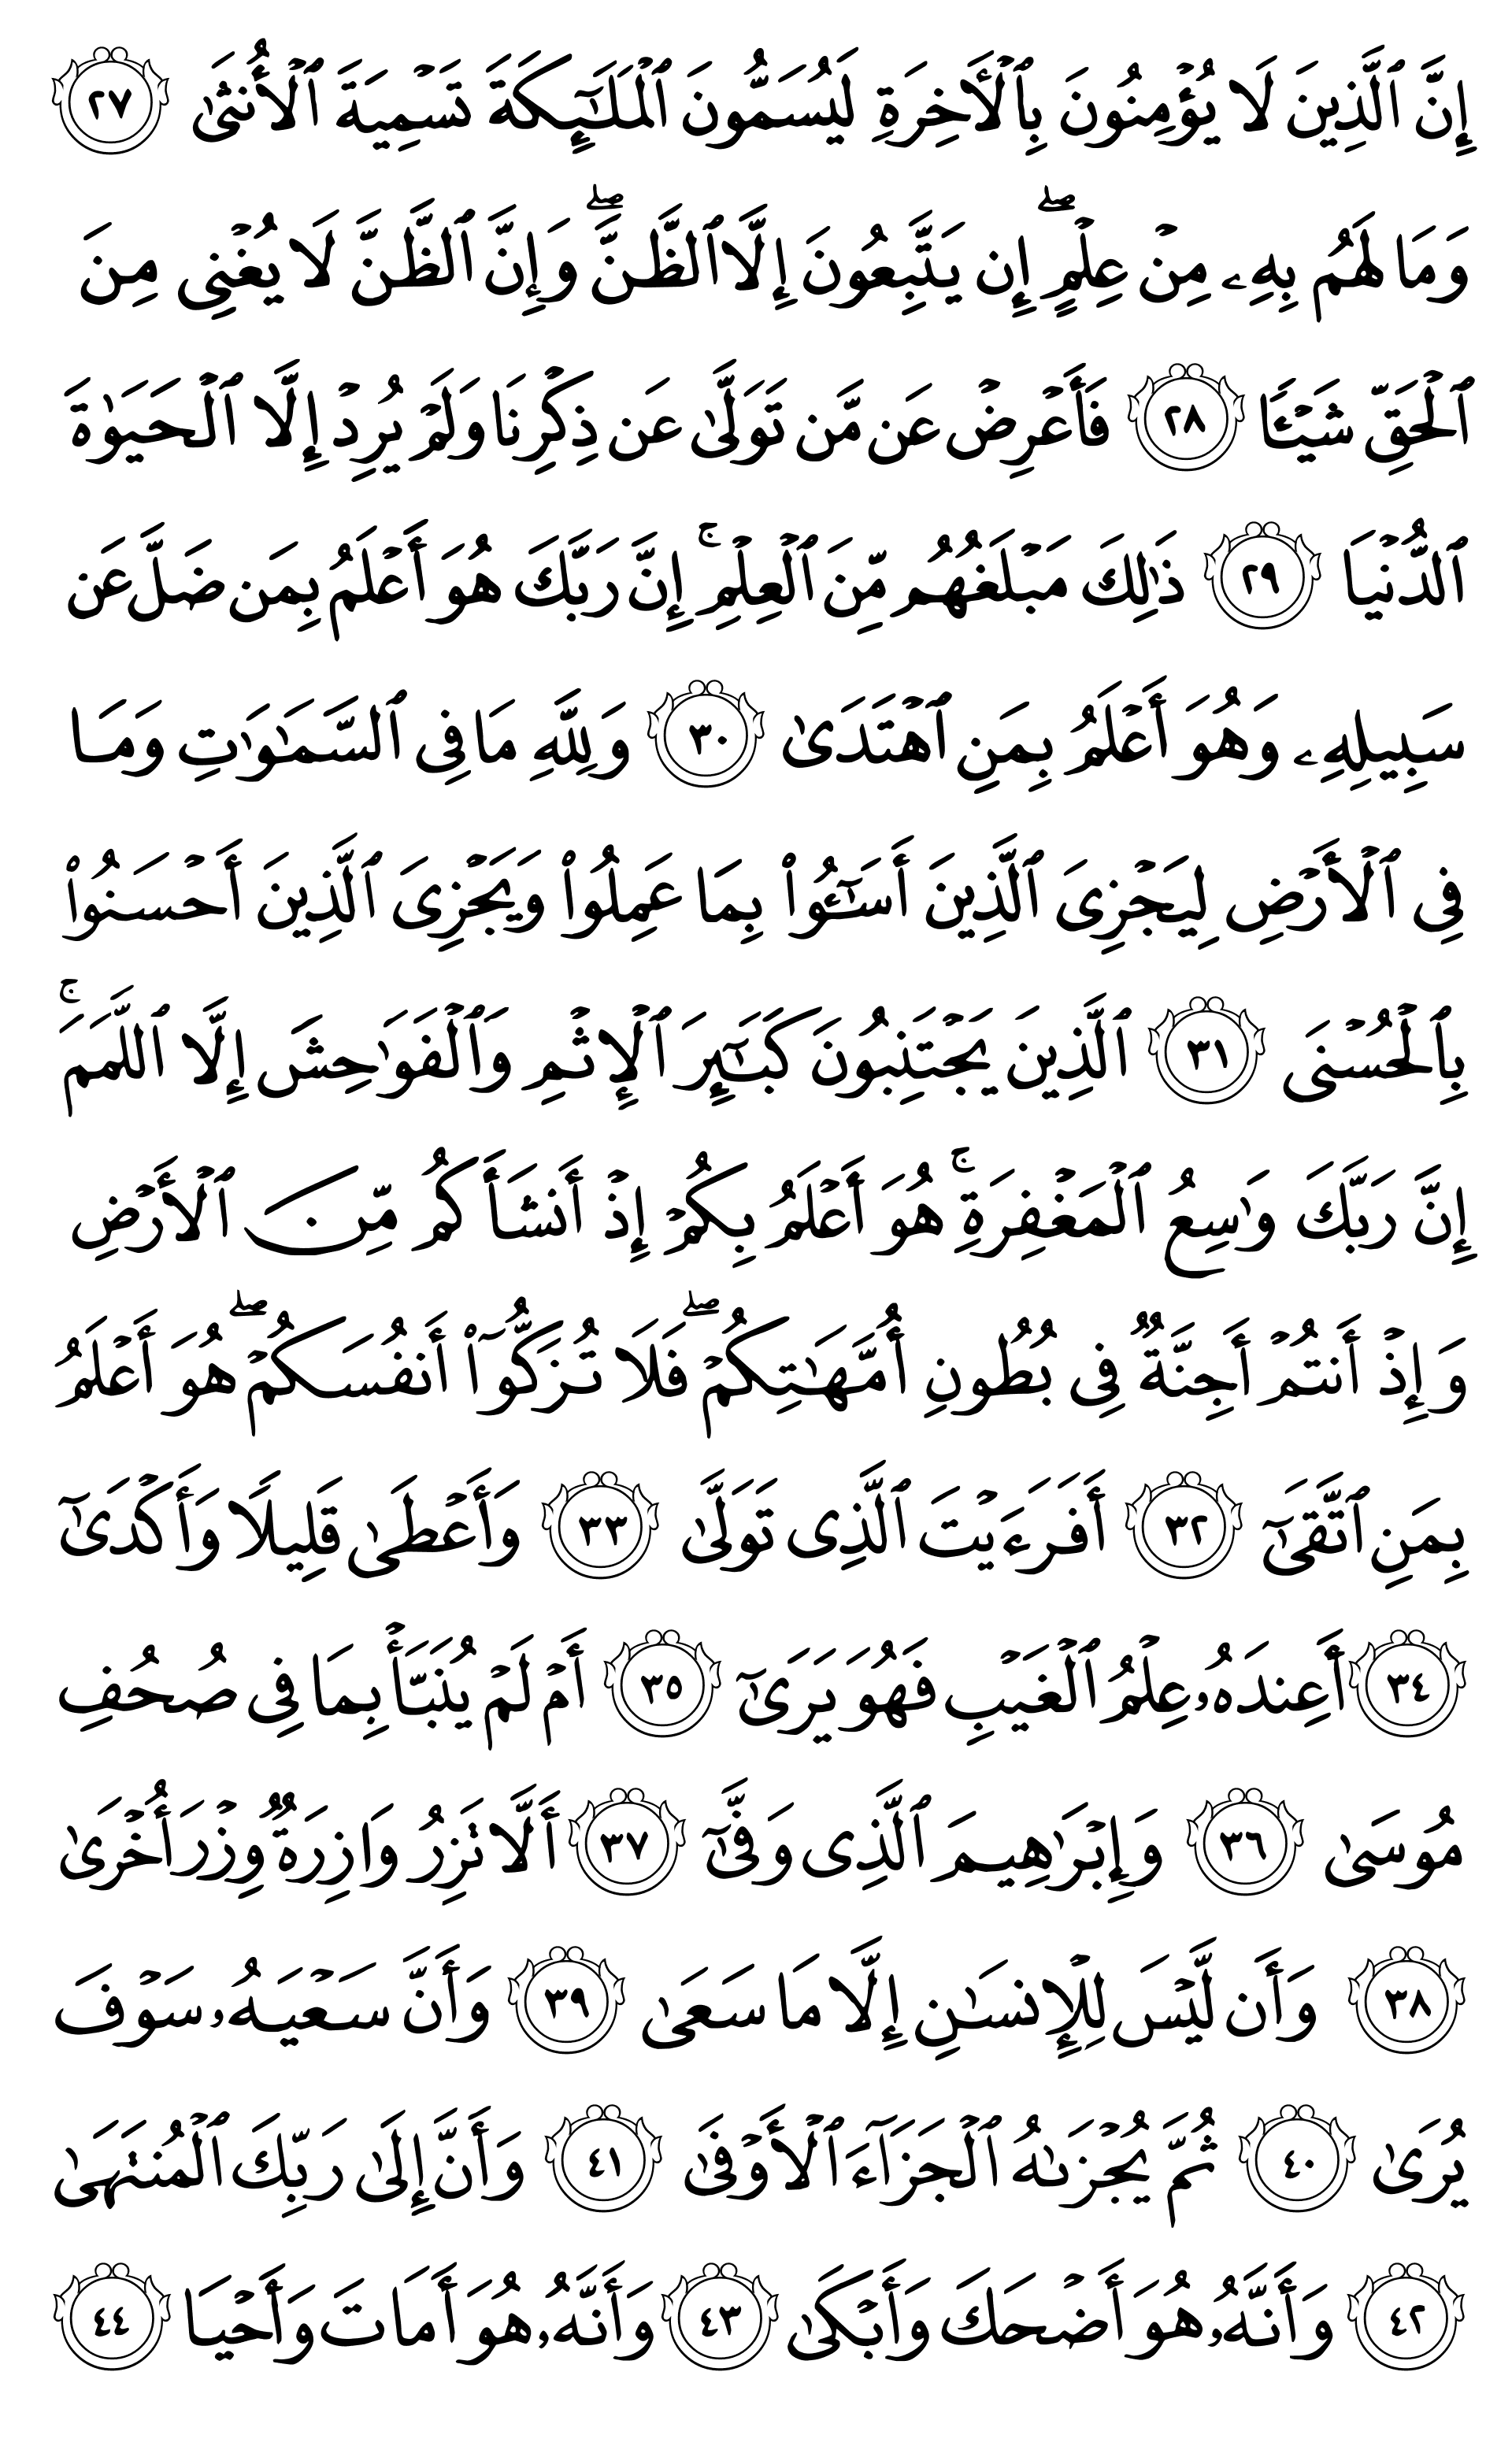 إِنَّ ٱلَّذِينَ لَا يُؤۡمِنُونَ بِٱلۡأٓخِرَةِ لَيُسَمُّونَ ٱلۡمَلَـٰٓئِكَةَ تَسۡمِيَةَ ٱلۡأُنثَىٰ ٢٧
وَمَا لَهُم بِهِۦ مِنۡ عِلۡمٍۖ إِن يَتَّبِعُونَ إِلَّا ٱلظَّنَّۖ وَإِنَّ ٱلظَّنَّ لَا يُغۡنِى مِنَ
ٱلۡحَقِّ شَيۡـًٔا ٢٨ فَأَعۡرِضۡ عَن مَّن تَوَلَّىٰ عَن ذِكۡرِنَا وَلَمۡ يُرِدۡ إِلَّا ٱلۡحَيَوٰةَ
ٱلدُّنۡيَا ٢٩ ذَٰلِكَ مَبۡلَغُهُم مِّنَ ٱلۡعِلۡمِۚ إِنَّ رَبَّكَ هُوَ أَعۡلَمُ بِمَن ضَلَّ عَن
سَبِيلِهِۦ وَهُوَ أَعۡلَمُ بِمَنِ ٱهۡتَدَىٰ ٣٠ وَلِلَّهِ مَا فِى ٱلسَّمَـٰوَٰتِ وَمَا
فِى ٱلۡأَرۡضِ لِيَجۡزِىَ ٱلَّذِينَ أَسَـٰٓـُٔواْ بِمَا عَمِلُواْ وَيَجۡزِىَ ٱلَّذِينَ أَحۡسَنُواْ
بِٱلۡحُسۡنَى ٣١ ٱلَّذِينَ يَجۡتَنِبُونَ كَبَـٰٓئِرَ ٱلۡإِثۡمِ وَٱلۡفَوَٰحِشَ إِلَّا ٱللَّمَمَۚ
إِنَّ رَبَّكَ وَٰسِعُ ٱلۡمَغۡفِرَةِۚ هُوَ أَعۡلَمُ بِكُمۡ إِذۡ أَنشَأَكُم مِّنَ ٱلۡأَرۡضِ
وَإِذۡ أَنتُمۡ أَجِنَّةٌ فِى بُطُونِ أُمَّهَـٰتِكُمۡۖ فَلَا تُزَكُّوٓاْ أَنفُسَكُمۡۖ هُوَ أَعۡلَمُ
بِمَنِ ٱتَّقَىٰٓ ٣٢ أَفَرَءَيۡتَ ٱلَّذِى تَوَلَّىٰ ٣٣ وَأَعۡطَىٰ قَلِيلًا وَأَكۡدَىٰٓ
٣٤ أَعِندَهُۥ عِلۡمُ ٱلۡغَيۡبِ فَهُوَ يَرَىٰٓ ٣٥ أَمۡ لَمۡ يُنَبَّأۡ بِمَا فِى صُحُفِ
مُوسَىٰ ٣٦ وَإِبۡرَٰهِيمَ ٱلَّذِى وَفَّىٰٓ ٣٧ أَلَّا تَزِرُ وَازِرَةٌ وِزۡرَ أُخۡرَىٰ
٣٨ وَأَن لَّيۡسَ لِلۡإِنسَـٰنِ إِلَّا مَا سَعَىٰ ٣٩ وَأَنَّ سَعۡيَهُۥ سَوۡفَ
يُرَىٰ ٤٠ ثُمَّ يُجۡزَىٰهُ ٱلۡجَزَآءَ ٱلۡأَوۡفَىٰ ٤١ وَأَنَّ إِلَىٰ رَبِّكَ ٱلۡمُنتَهَىٰ
٤٢ وَأَنَّهُۥ هُوَ أَضۡحَكَ وَأَبۡكَىٰ ٤٣ وَأَنَّهُۥ هُوَ أَمَاتَ وَأَحۡيَا ٤٤